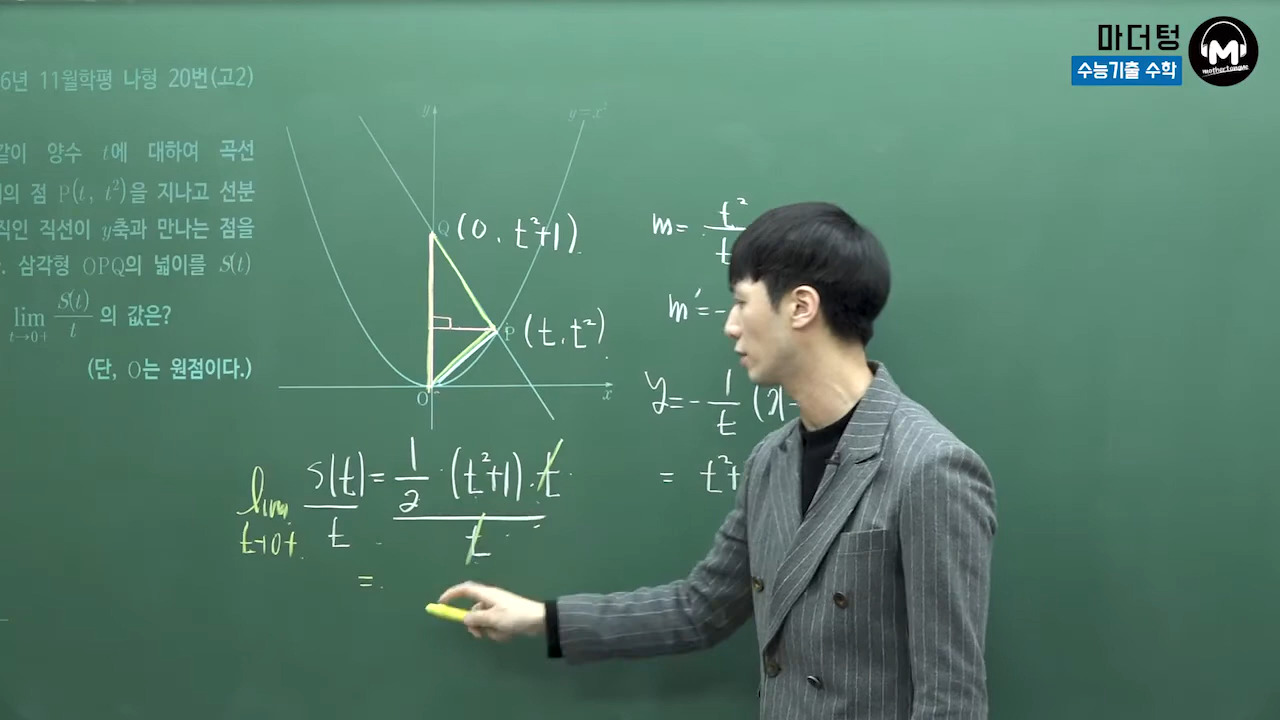 마더텅
수능기출 수학
M
mothertongue
6년 11월학평 나형 20번(고2)
같이 양수 t에 대하여 곡선
의 점 P(t, t²)을 지나고 선분
직인 직선이 y축과 만나는 점을
. 삼각형 OPQ의 넓이를 S(t)
lim t→0+ S(t)/t 의 값은?
(단, O는 원점이다.)
y
y=x²
Q (0, t²+1)
P (t, t²)
O
x
m= t²/t
m′=-
y=-1/t (x-
= t²+
lim t→0+ S(t)/t = 1/2·(t²+1)·t/t
=